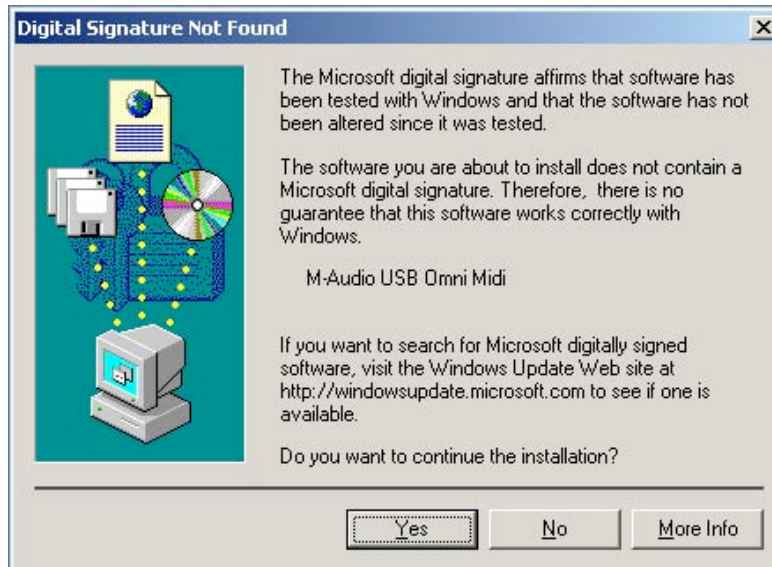 Digital Signature Not Found
The Microsoft digital signature affirms that software has
been tested with Windows and that the software has not
been altered since it was tested.
The software you are about to install does not contain a
Microsoft digital signature. Therefore, there is no
guarantee that this software works correctly with
Windows.
M-Audio USB Omni Midi
If you want to search for Microsoft digitally signed
software, visit the Windows Update Web site at
http://windowsupdate.microsoft.com to see if one is
available.
Do you want to continue the installation?
Yes
No
More Info